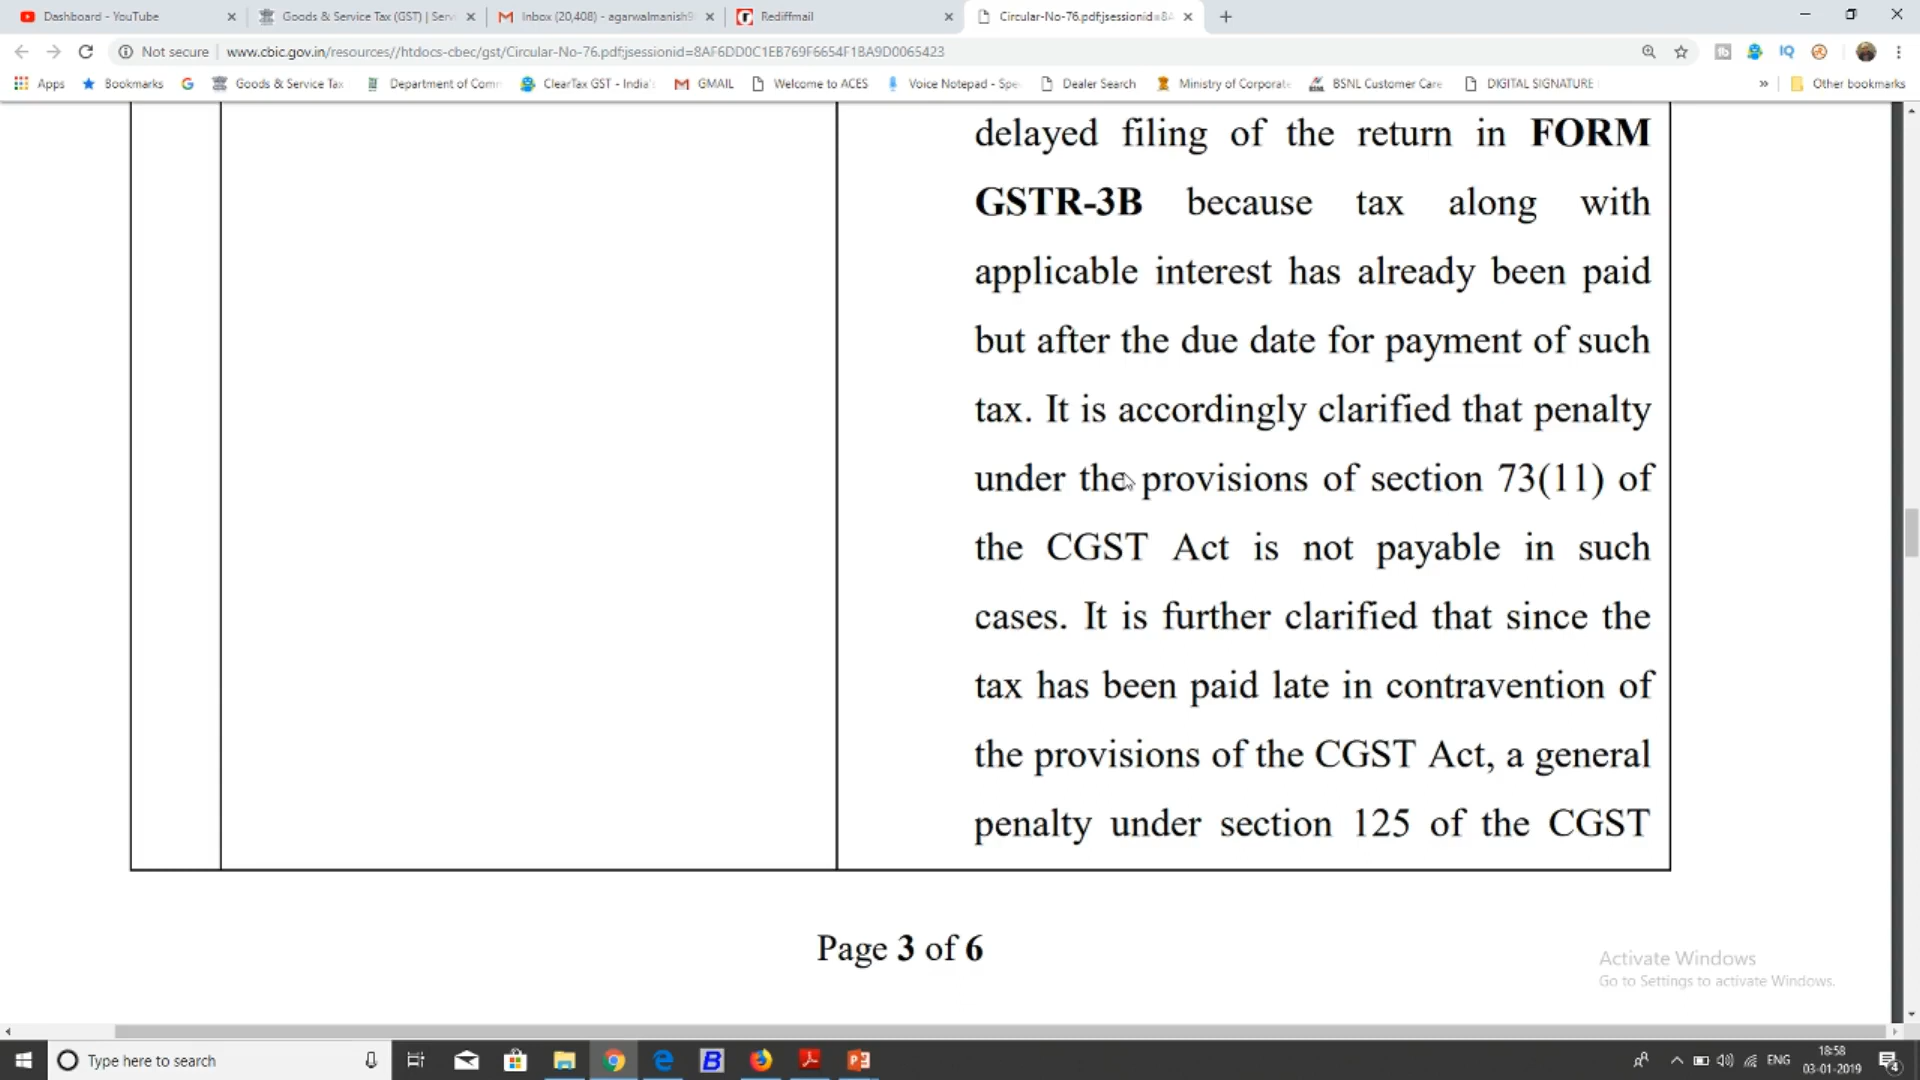 Dashboard - YouTube
Goods & Service Tax (GST) | Serv
Inbox (20,408) - agarwalmanish9
Rediffmail
Circular-No-76.pdf;jsessionid=8A
Not secure
www.cbic.gov.in/resources//htdocs-cbec/gst/Circular-No-76.pdf;jsessionid=8AF6DD0C1EB769F6654F1BA9D0065423
Apps
Bookmarks
Goods & Service Tax
Department of Comm
ClearTax GST - India's
GMAIL
Welcome to ACES
Voice Notepad - Spe
Dealer Search
Ministry of Corporate
BSNL Customer Care
DIGITAL SIGNATURE
Other bookmarks
delayed filing of the return in FORM
GSTR-3B because tax along with
applicable interest has already been paid
but after the due date for payment of such
tax. It is accordingly clarified that penalty
under the provisions of section 73(11) of
the CGST Act is not payable in such
cases. It is further clarified that since the
tax has been paid late in contravention of
the provisions of the CGST Act, a general
penalty under section 125 of the CGST
Page 3 of 6
Activate Windows
Go to Settings to activate Windows.
Type here to search
ENG
18:58
03-01-2019